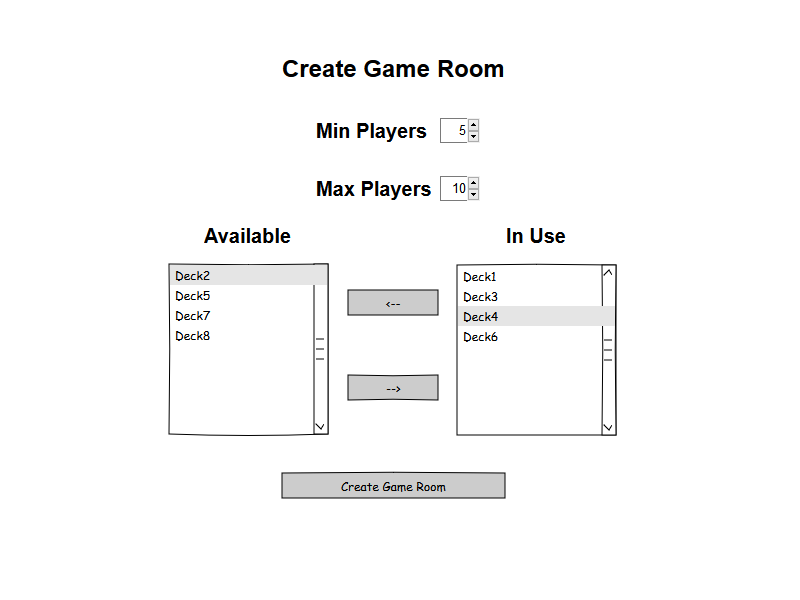 Create Game Room
Min Players 5
Max Players 10
Available
In Use
Deck2
Deck5
Deck7
Deck8
<--
-->
Deck1
Deck3
Deck4
Deck6
Create Game Room